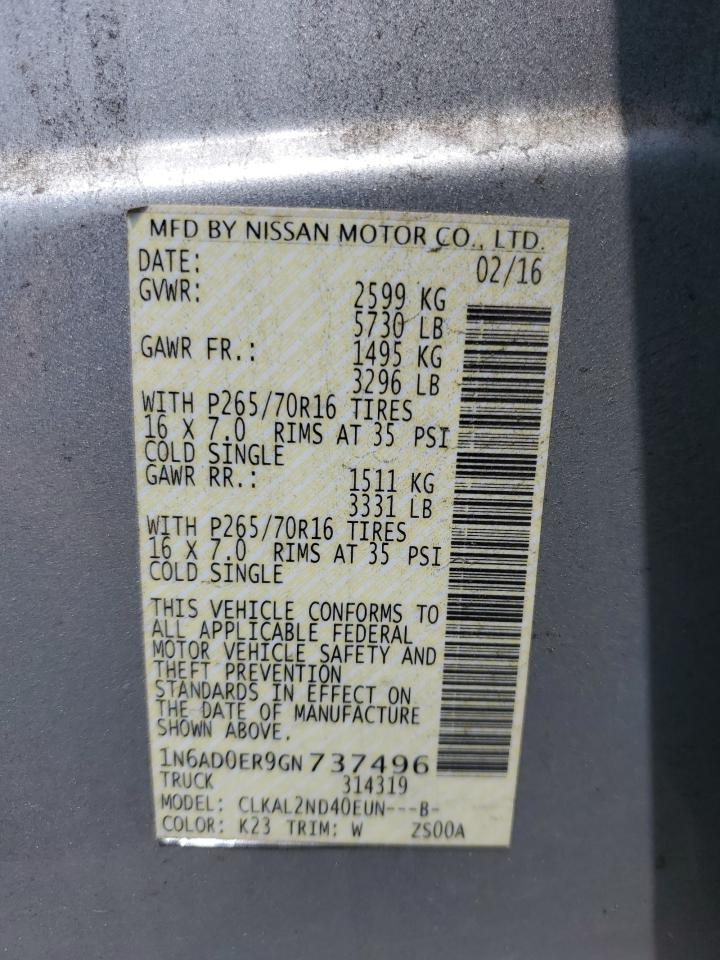 MFD BY NISSAN MOTOR CO., LTD.
DATE: 02/16
GVWR: 2599 KG
5730 LB
GAWR FR.: 1495 KG
3296 LB
WITH P265/70R16 TIRES
16 X 7.0 RIMS AT 35 PSI
COLD SINGLE
GAWR RR.: 1511 KG
3331 LB
WITH P265/70R16 TIRES
16 X 7.0 RIMS AT 35 PSI
COLD SINGLE
THIS VEHICLE CONFORMS TO
ALL APPLICABLE FEDERAL
MOTOR VEHICLE SAFETY AND
THEFT PREVENTION
STANDARDS IN EFFECT ON
THE DATE OF MANUFACTURE
SHOWN ABOVE.
1N6AD0ER9GN737496
TRUCK 314319
MODEL: CLKAL2ND40EUN---B-
COLOR: K23 TRIM: W ZS00A